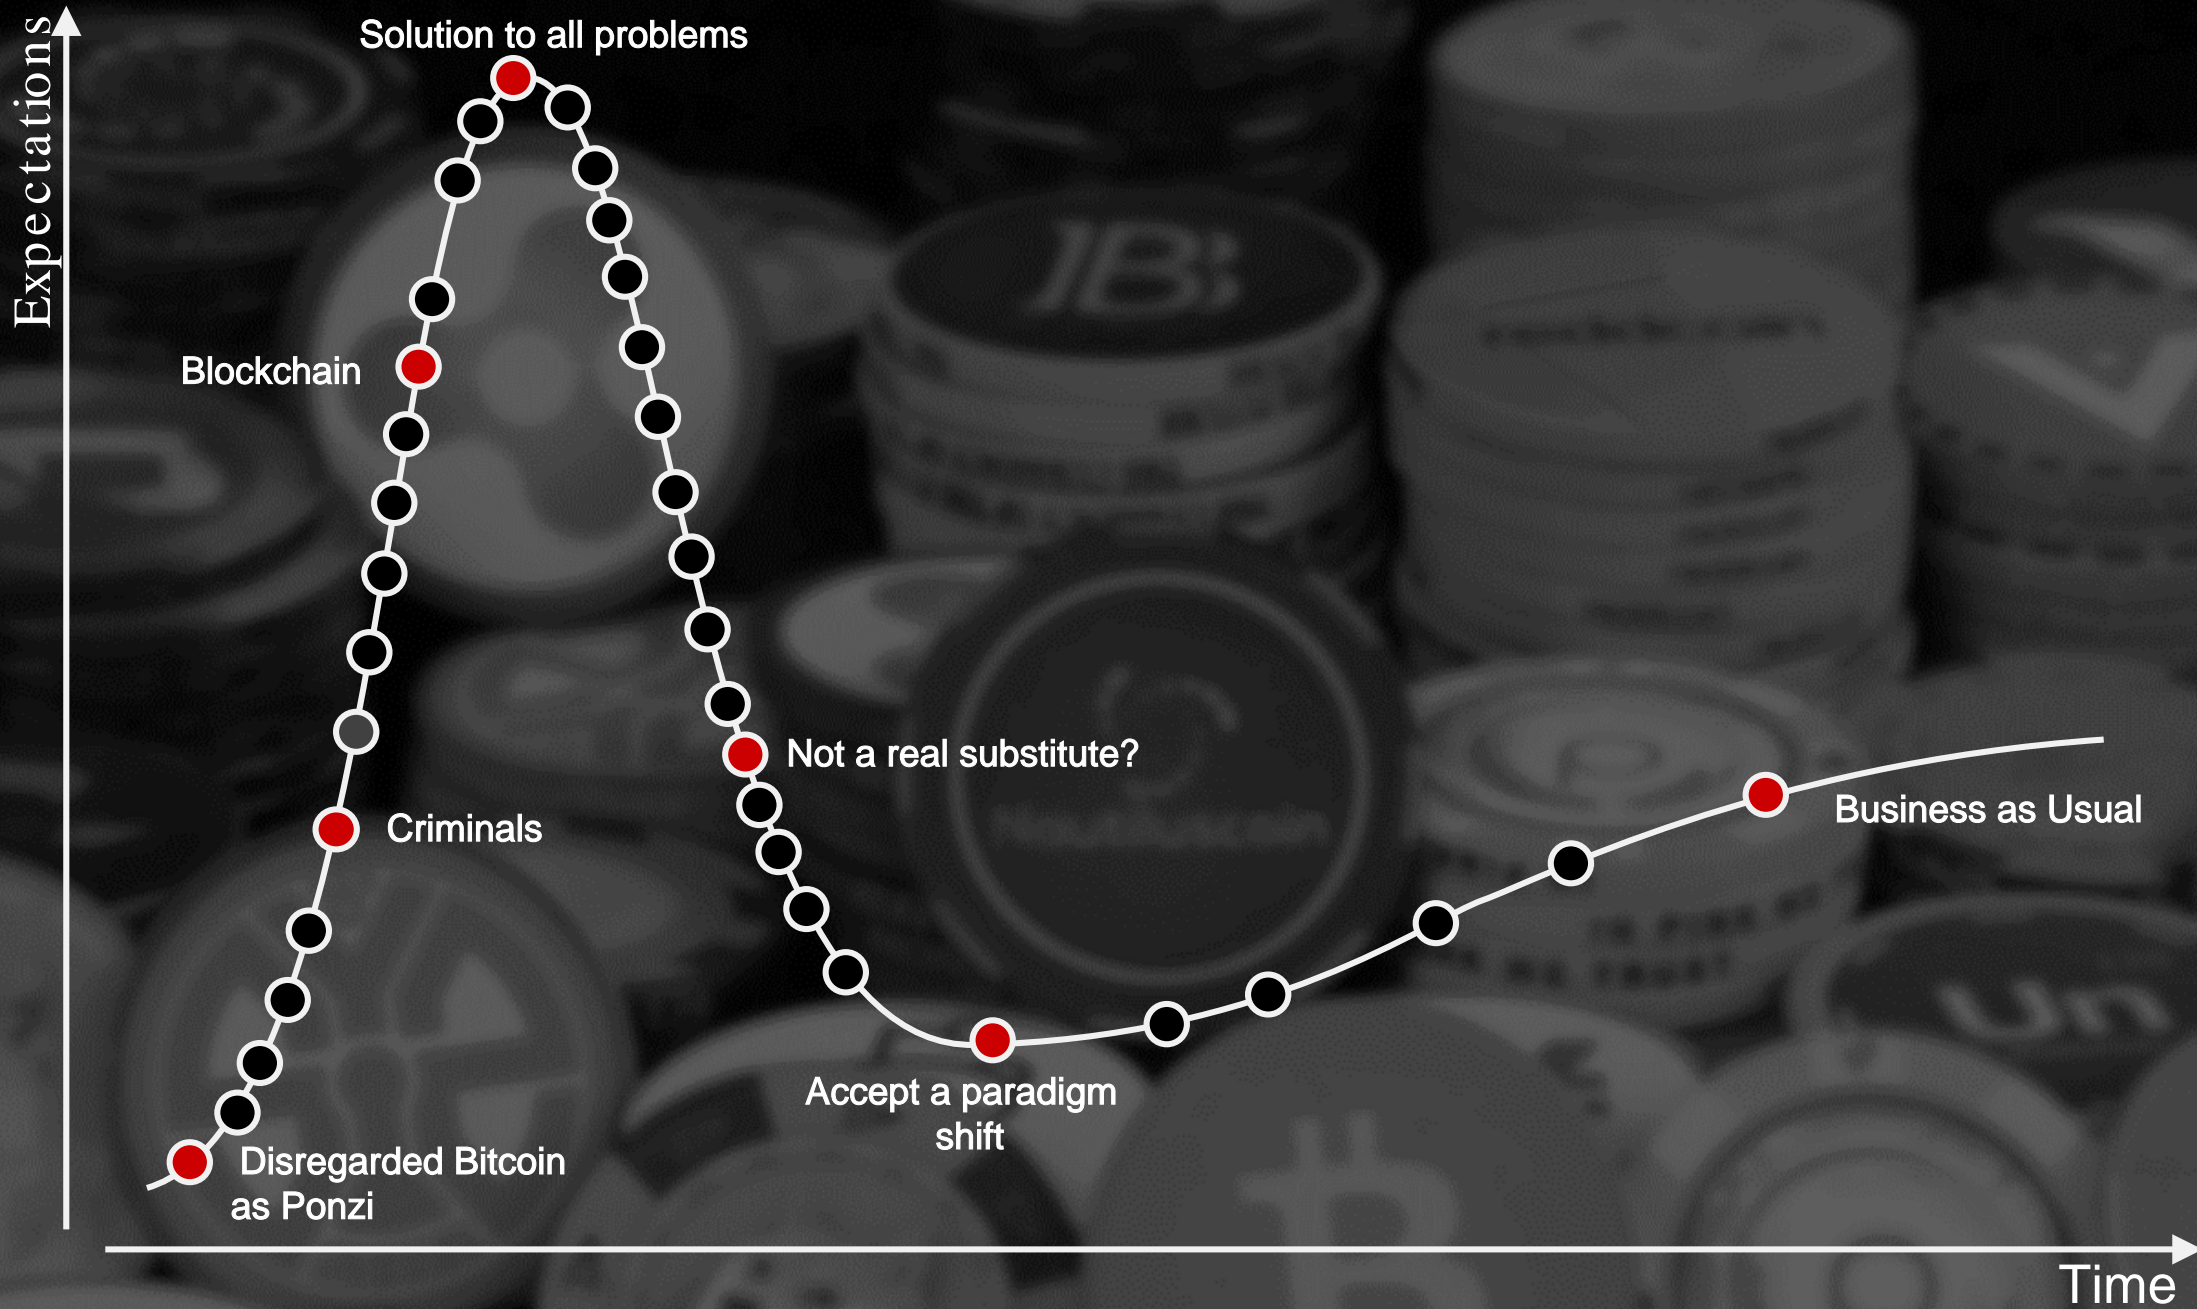 Expectations
Solution to all problems
Blockchain
Not a real substitute?
Business as Usual
Criminals
Accept a paradigm
shift
Disregarded Bitcoin
as Ponzi
Time
Un